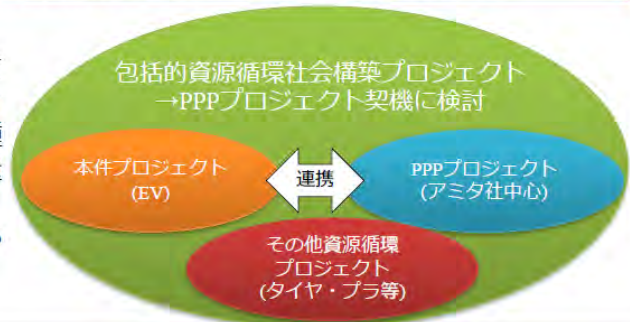 包括的資源循環社会構築プロジェクト
→PPPプロジェクト契機に検討
本件プロジェクト
(EV)
連携
PPPプロジェクト
(アミタ社中心)
その他資源循環
プロジェクト
(タイヤ・プラ等)